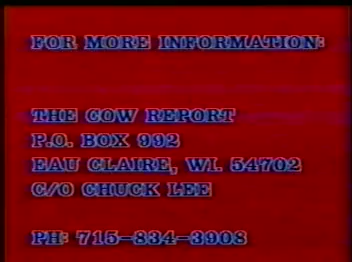 FOR MORE INFORMATION:
THE COW REPORT
P.O. BOX 992
EAU CLAIRE, WI. 54702
C/O CHUCK LEE
PH: 715-834-3908